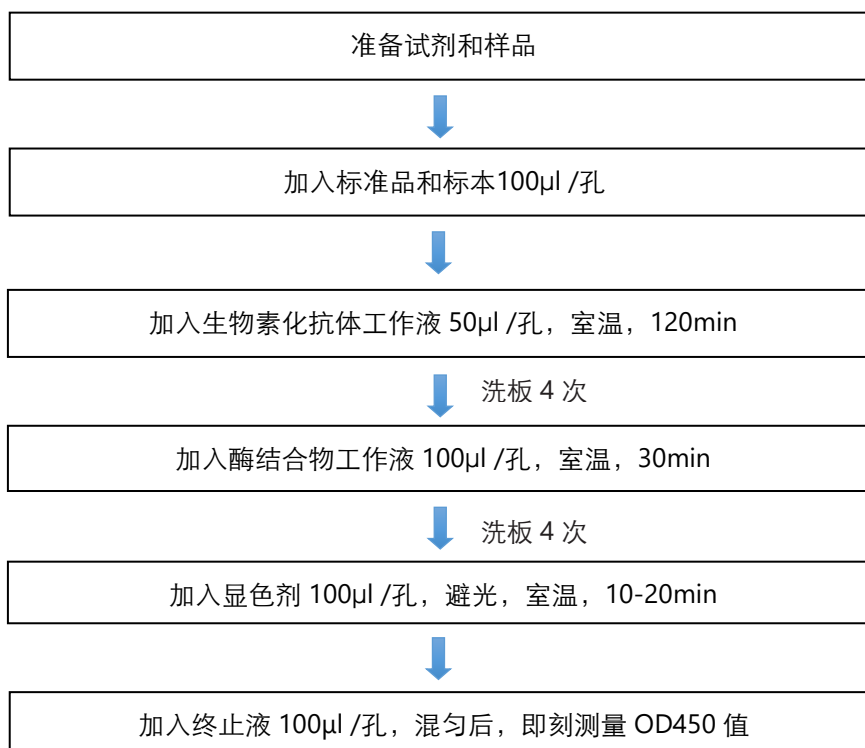 准备试剂和样品
加入标准品和标本100μl /孔
加入生物素化抗体工作液 50μl /孔，室温，120min
洗板 4 次
加入酶结合物工作液 100μl /孔，室温，30min
洗板 4 次
加入显色剂 100μl /孔，避光，室温，10-20min
加入终止液 100μl /孔，混匀后，即刻测量 OD450 值